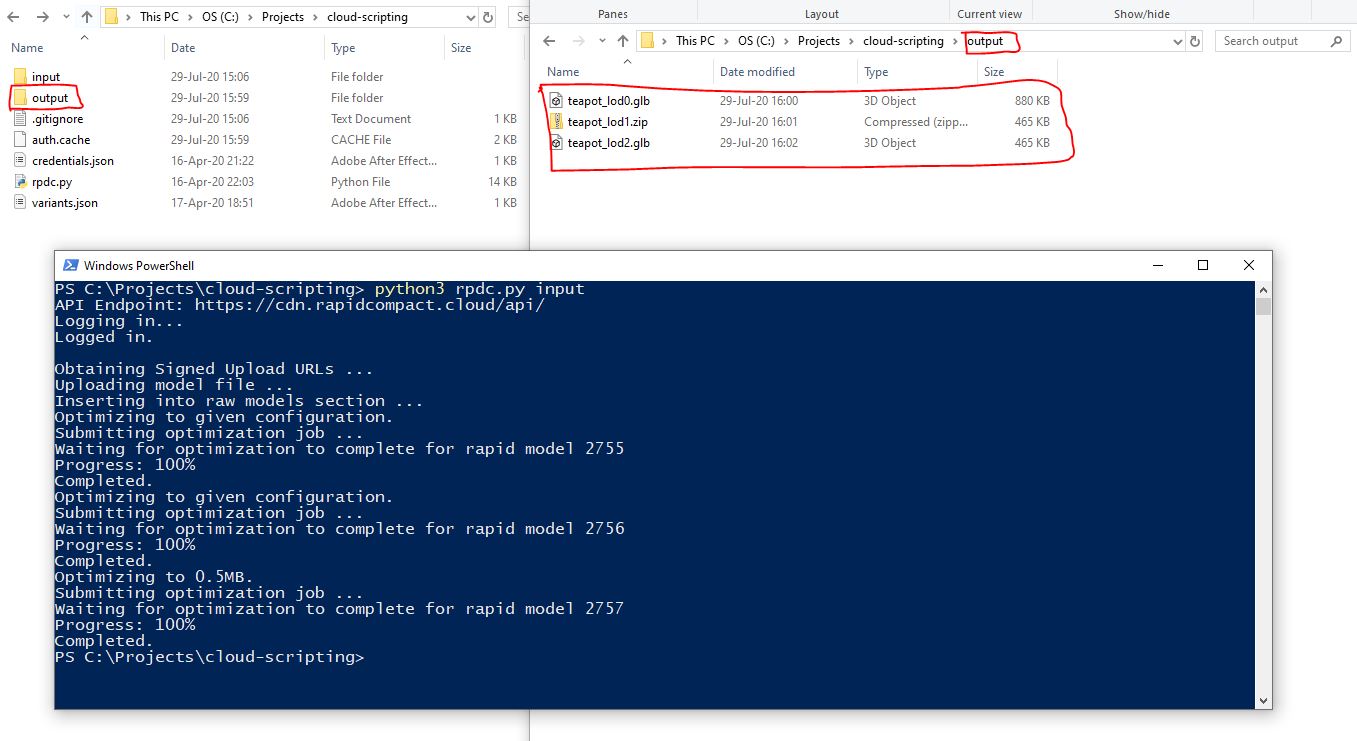 This PC > OS (C:) > Projects > cloud-scripting
Name Date Type Size
input 29-Jul-20 15:06 File folder
output 29-Jul-20 15:59 File folder
.gitignore 29-Jul-20 15:06 Text Document 1 KB
auth.cache 29-Jul-20 15:59 CACHE File 2 KB
credentials.json 16-Apr-20 21:22 Adobe After Effect... 1 KB
rpdc.py 16-Apr-20 22:03 Python File 14 KB
variants.json 17-Apr-20 18:51 Adobe After Effect... 1 KB
Panes Layout Current view Show/hide
This PC > OS (C:) > Projects > cloud-scripting > output Search output
Name Date modified Type Size
teapot_lod0.glb 29-Jul-20 16:00 3D Object 880 KB
teapot_lod1.zip 29-Jul-20 16:01 Compressed (zipp... 465 KB
teapot_lod2.glb 29-Jul-20 16:02 3D Object 465 KB
Windows PowerShell
PS C:\Projects\cloud-scripting> python3 rpdc.py input
API Endpoint: https://cdn.rapidcompact.cloud/api/
Logging in...
Logged in.
Obtaining Signed Upload URLs ...
Uploading model file ...
Inserting into raw models section ...
Optimizing to given configuration.
Submitting optimization job ...
Waiting for optimization to complete for rapid model 2755
Progress: 100%
Completed.
Optimizing to given configuration.
Submitting optimization job ...
Waiting for optimization to complete for rapid model 2756
Progress: 100%
Completed.
Optimizing to 0.5MB.
Submitting optimization job ...
Waiting for optimization to complete for rapid model 2757
Progress: 100%
Completed.
PS C:\Projects\cloud-scripting>